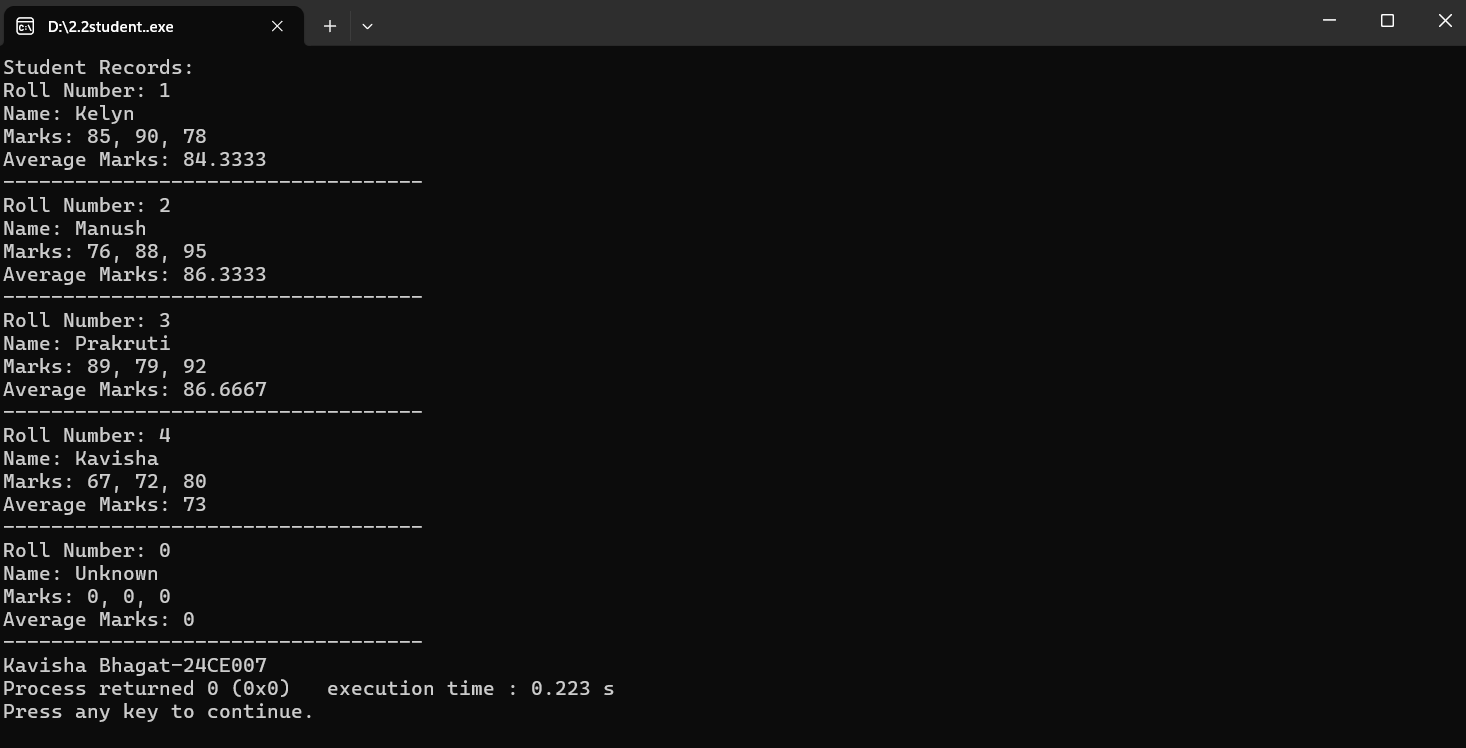 D:\2.2student..exe
Student Records:
Roll Number: 1
Name: Kelyn
Marks: 85, 90, 78
Average Marks: 84.3333
-----------------------------------
Roll Number: 2
Name: Manush
Marks: 76, 88, 95
Average Marks: 86.3333
-----------------------------------
Roll Number: 3
Name: Prakruti
Marks: 89, 79, 92
Average Marks: 86.6667
-----------------------------------
Roll Number: 4
Name: Kavisha
Marks: 67, 72, 80
Average Marks: 73
-----------------------------------
Roll Number: 0
Name: Unknown
Marks: 0, 0, 0
Average Marks: 0
-----------------------------------
Kavisha Bhagat-24CE007
Process returned 0 (0x0)   execution time : 0.223 s
Press any key to continue.